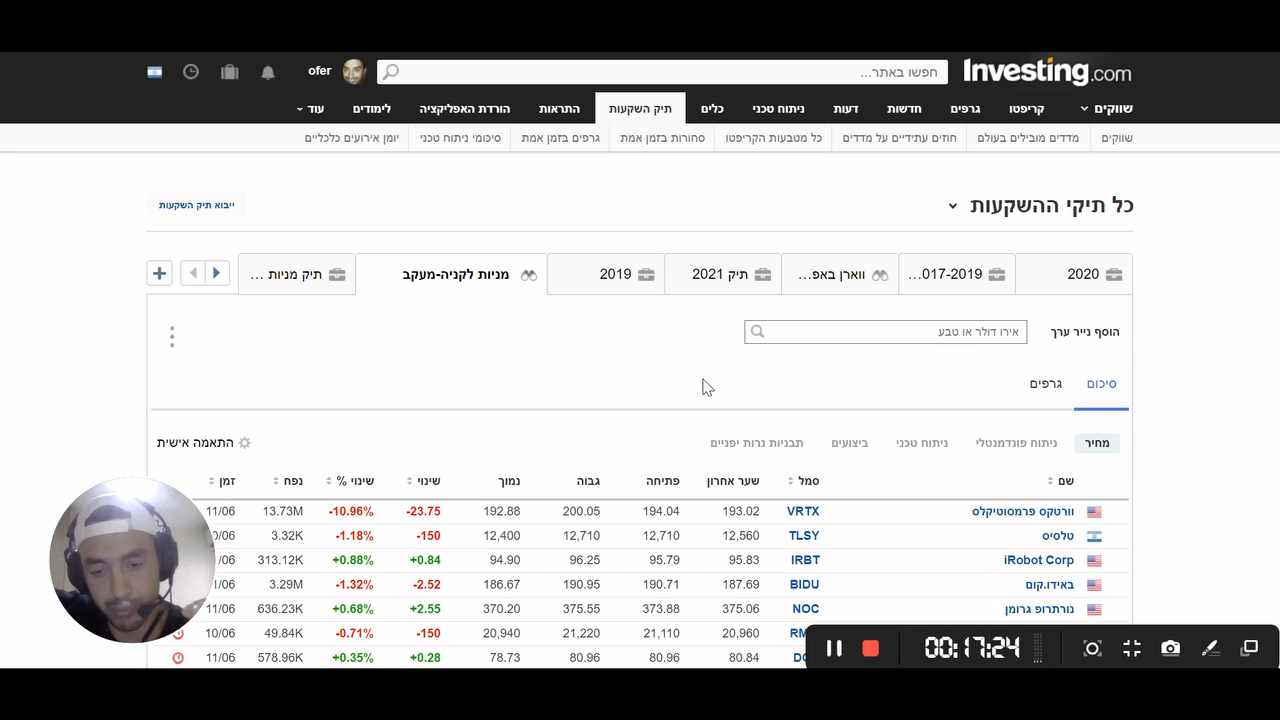 Investing.com
חפשו באתר...
ofer
שווקים
קריפטו
גרפים
חדשות
דעות
ניתוח טכני
כלים
תיק השקעות
התראות
הורדת האפליקציה
לימודים
עוד
שווקים
מדדים מובילים בעולם
חוזים עתידיים על מדדים
כל מטבעות הקריפטו
סחורות בזמן אמת
גרפים בזמן אמת
סיכומי ניתוח טכני
יומן אירועים כלכליים
כל תיקי ההשקעות
ייבוא תיק השקעות
2020
017-2019...
ווארן באפ...
תיק 2021
2019
מניות לקניה-מעקב
תיק מניות ...
הוסף נייר ערך
אירו דולר או טבע
סיכום
גרפים
מחיר
ניתוח פונדמנטלי
ניתוח טכני
ביצועים
תבניות נרות יפניים
התאמה אישית
שם סמל שער אחרון פתיחה גבוה נמוך שינוי שינוי % נפח זמן
וורטקס פרמסוטיקלס VRTX 193.02 194.04 200.05 192.88 -23.75 -10.96% 13.73M 11/06
טלסיס TLSY 12,560 12,710 12,710 12,400 -150 -1.18% 3.32K 0/06
iRobot Corp IRBT 95.83 95.79 96.25 94.90 +0.84 +0.88% 313.12K /06
באידו.קום BIDU 187.69 190.71 190.95 186.67 -2.52 -1.32% 3.29M 1/06
נורתרופ גרומן NOC 375.06 373.88 375.55 370.20 +2.55 +0.68% 636.23K 11/06
20,960 21,110 21,220 20,940 -150 -0.71% 49.84K 10/06
80.84 80.96 80.96 78.73 +0.28 +0.35% 578.96K 11/06
00:17:24